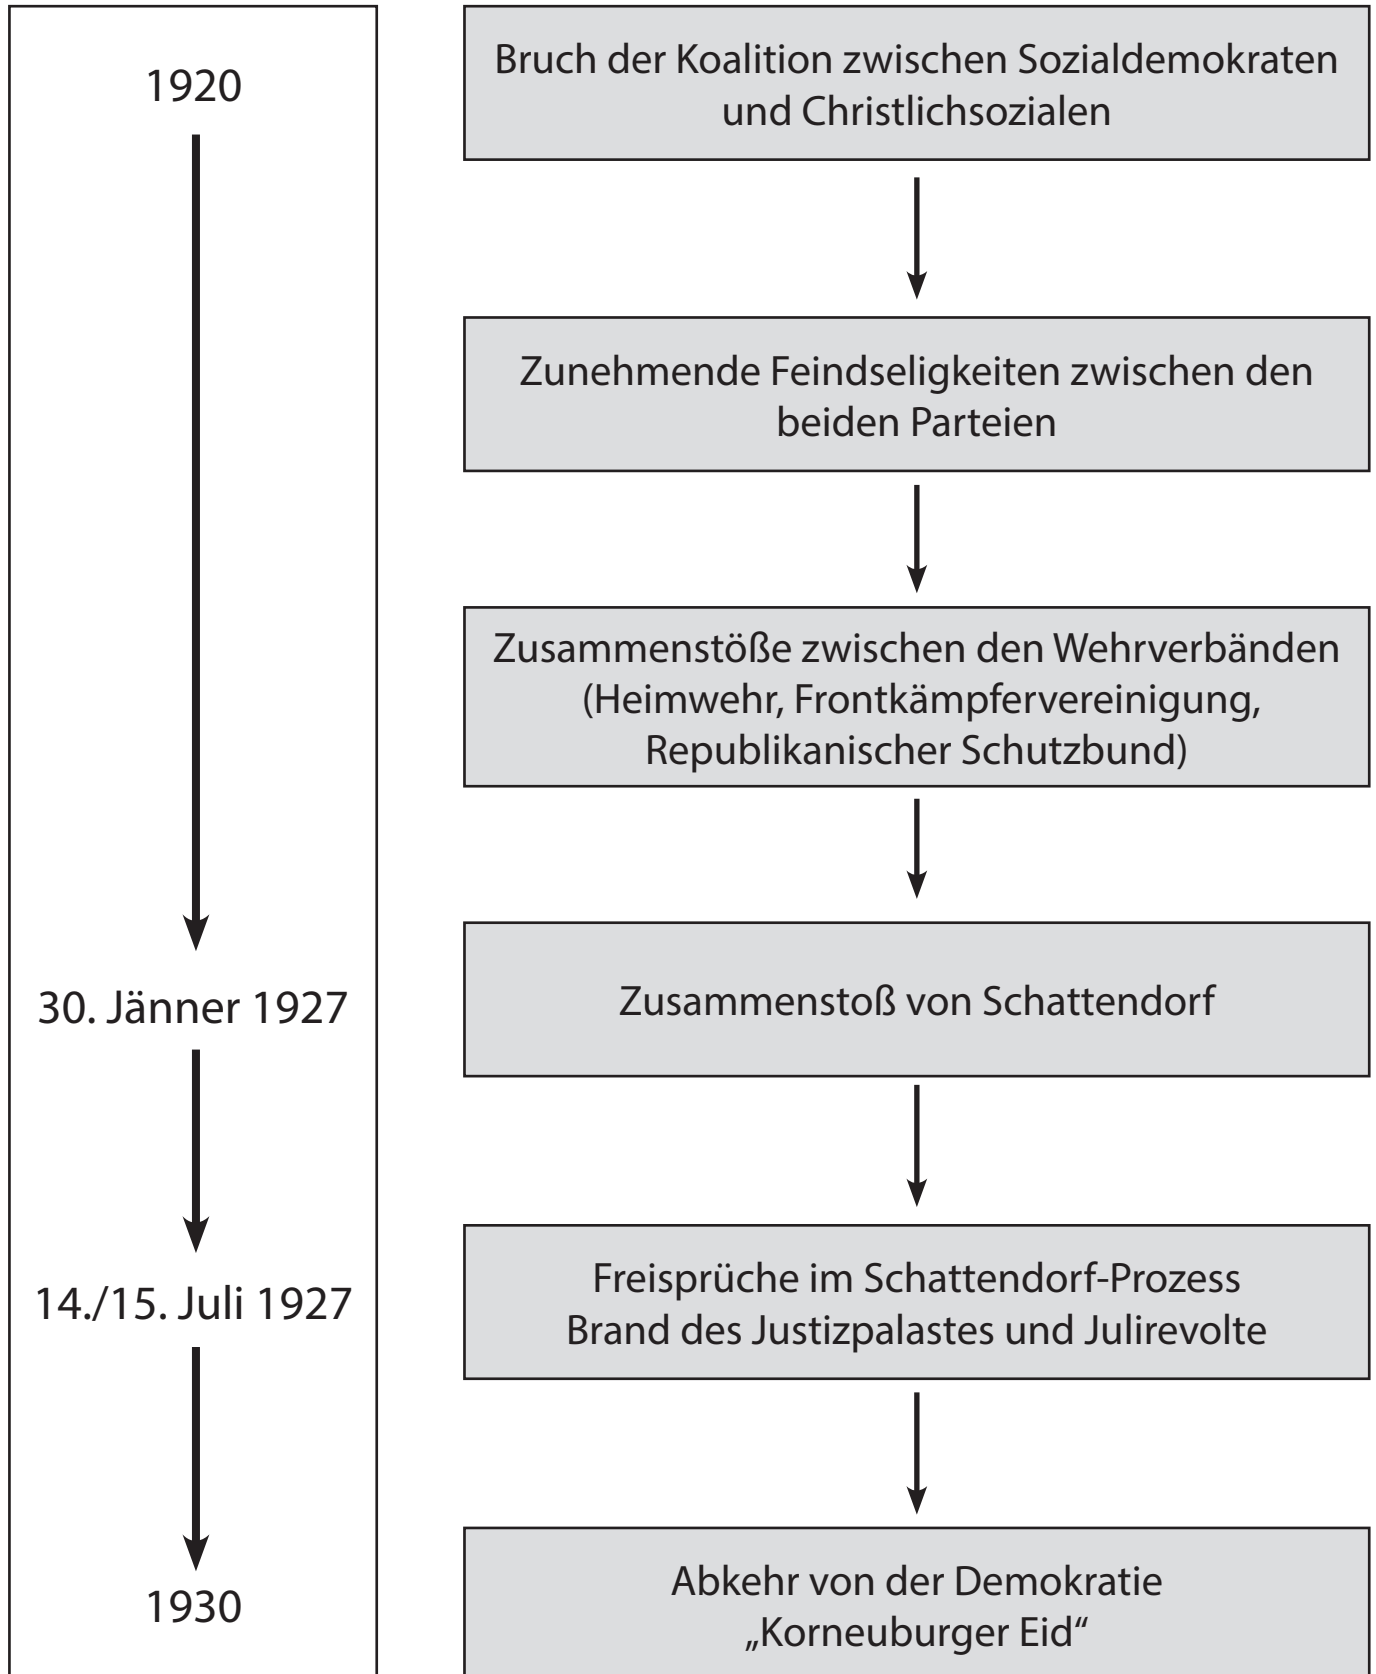 1920
Bruch der Koalition zwischen Sozialdemokraten
und Christlichsozialen
Zunehmende Feindseligkeiten zwischen den
beiden Parteien
Zusammenstöße zwischen den Wehrverbänden
(Heimwehr, Frontkämpfervereinigung,
Republikanischer Schutzbund)
30. Jänner 1927
Zusammenstoß von Schattendorf
14./15. Juli 1927
Freisprüche im Schattendorf-Prozess
Brand des Justizpalastes und Julirevolte
1930
Abkehr von der Demokratie
„Korneuburger Eid“